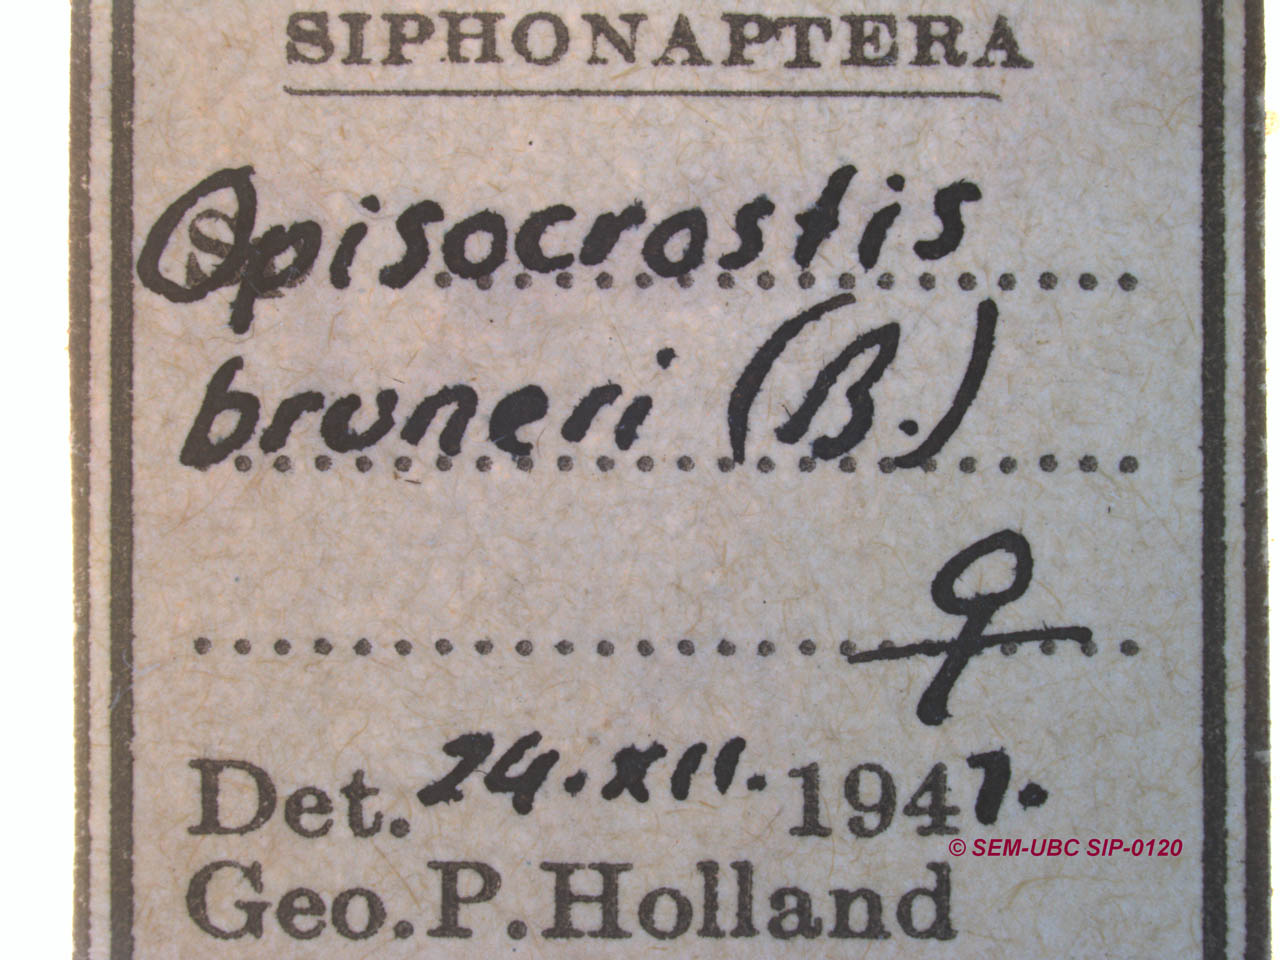 SIPHONAPTERA
Opisocrostis
bruneri (B.)
♀
Det. 24.XII. 1941.
Geo. P. Holland
© SEM-UBC SIP-0120